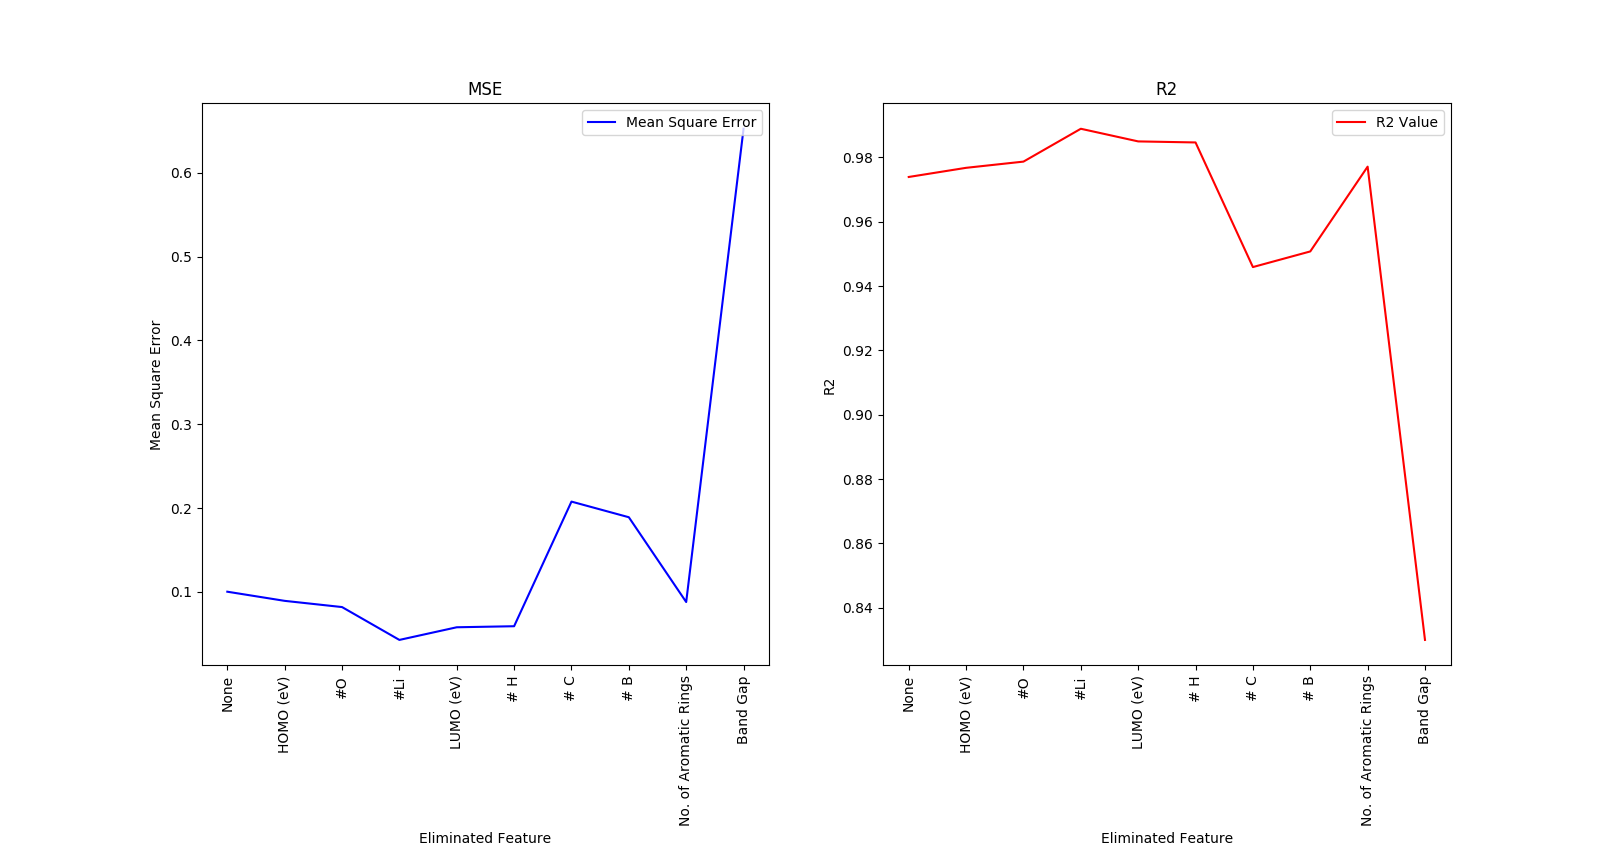 MSE
Mean Square Error
0.6
0.5
0.4
0.3
0.2
0.1
Mean Square Error
None
HOMO (eV)
#O
#Li
LUMO (eV)
# H
# C
# B
No. of Aromatic Rings
Band Gap
Eliminated Feature
R2
R2 Value
0.98
0.96
0.94
0.92
0.90
0.88
0.86
0.84
R2
None
HOMO (eV)
#O
#Li
LUMO (eV)
# H
# C
# B
No. of Aromatic Rings
Band Gap
Eliminated Feature